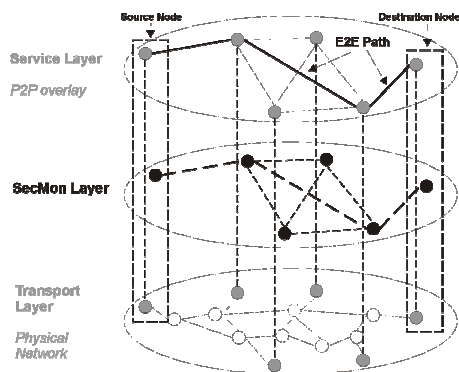 Source Node
Destination Node
E2E Path
Service Layer
P2P overlay
SecMon Layer
Transport
Layer
Physical
Network